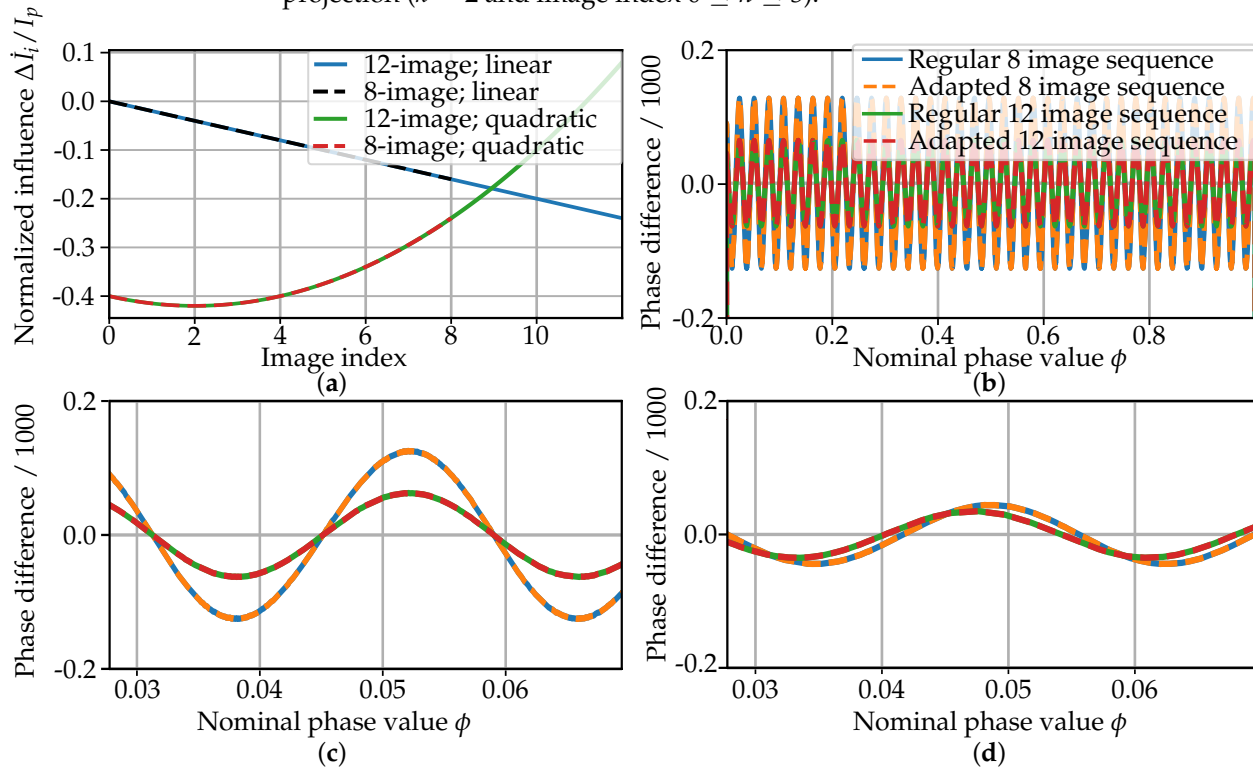 projection (
0.1
0.0
-0.1
-0.2
-0.3
-0.4
Normalized influence Δİᵢ/Iₚ
12-image; linear
8-image; linear
12-image; quadratic
8-image; quadratic
0 2 4 6 8 10
Image index
(a)
0.2
0.0
-0.2
Phase difference / 1000
Regular 8 image sequence
Adapted 8 image sequence
Regular 12 image sequence
Adapted 12 image sequence
0.0 0.2 0.4 0.6 0.8
Nominal phase value ϕ
(b)
0.2
0.0
-0.2
Phase difference / 1000
0.03 0.04 0.05 0.06
Nominal phase value ϕ
(c)
0.2
0.0
-0.2
Phase difference / 1000
0.03 0.04 0.05 0.06
Nominal phase value ϕ
(d)